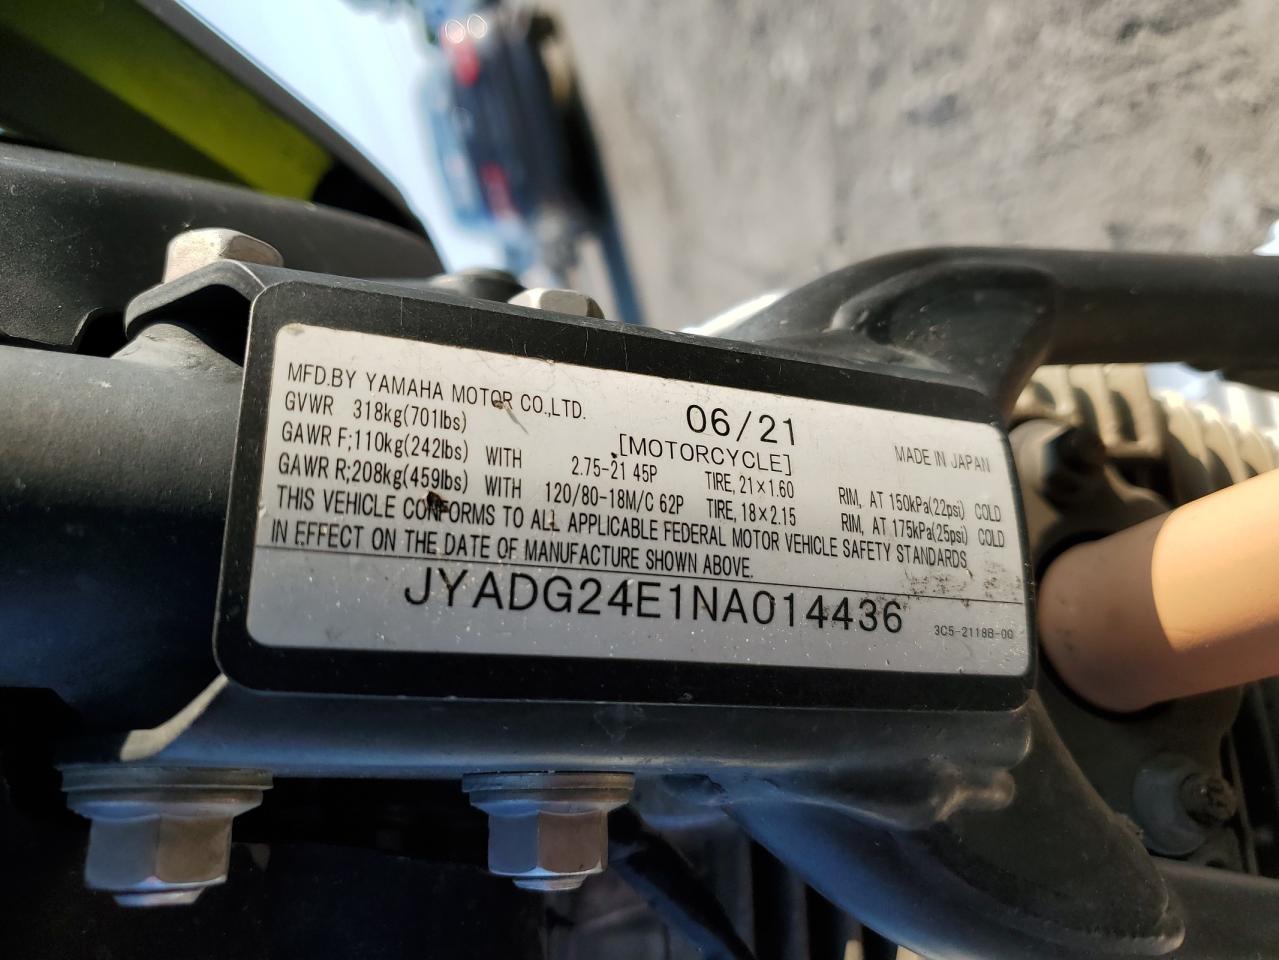 MFD.BY YAMAHA MOTOR CO.,LTD. 06/21 MADE IN JAPAN
GVWR 318kg(701lbs) [MOTORCYCLE]
GAWR F;110kg(242lbs) WITH 2.75-21 45P TIRE, 21×1.60 RIM, AT 150kPa(22psi) COLD
GAWR R;208kg(459lbs) WITH 120/80-18M/C 62P TIRE, 18×2.15 RIM, AT 175kPa(25psi) COLD
THIS VEHICLE CONFORMS TO ALL APPLICABLE FEDERAL MOTOR VEHICLE SAFETY STANDARDS
IN EFFECT ON THE DATE OF MANUFACTURE SHOWN ABOVE.
JYADG24E1NA014436 3C5-2118B-00